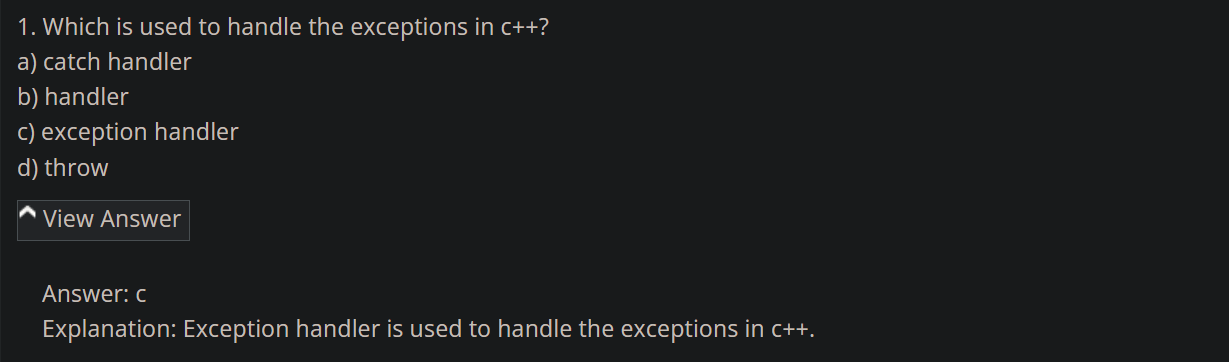 1. Which is used to handle the exceptions in c++?
a) catch handler
b) handler
c) exception handler
d) throw
View Answer
Answer: c
Explanation: Exception handler is used to handle the exceptions in c++.